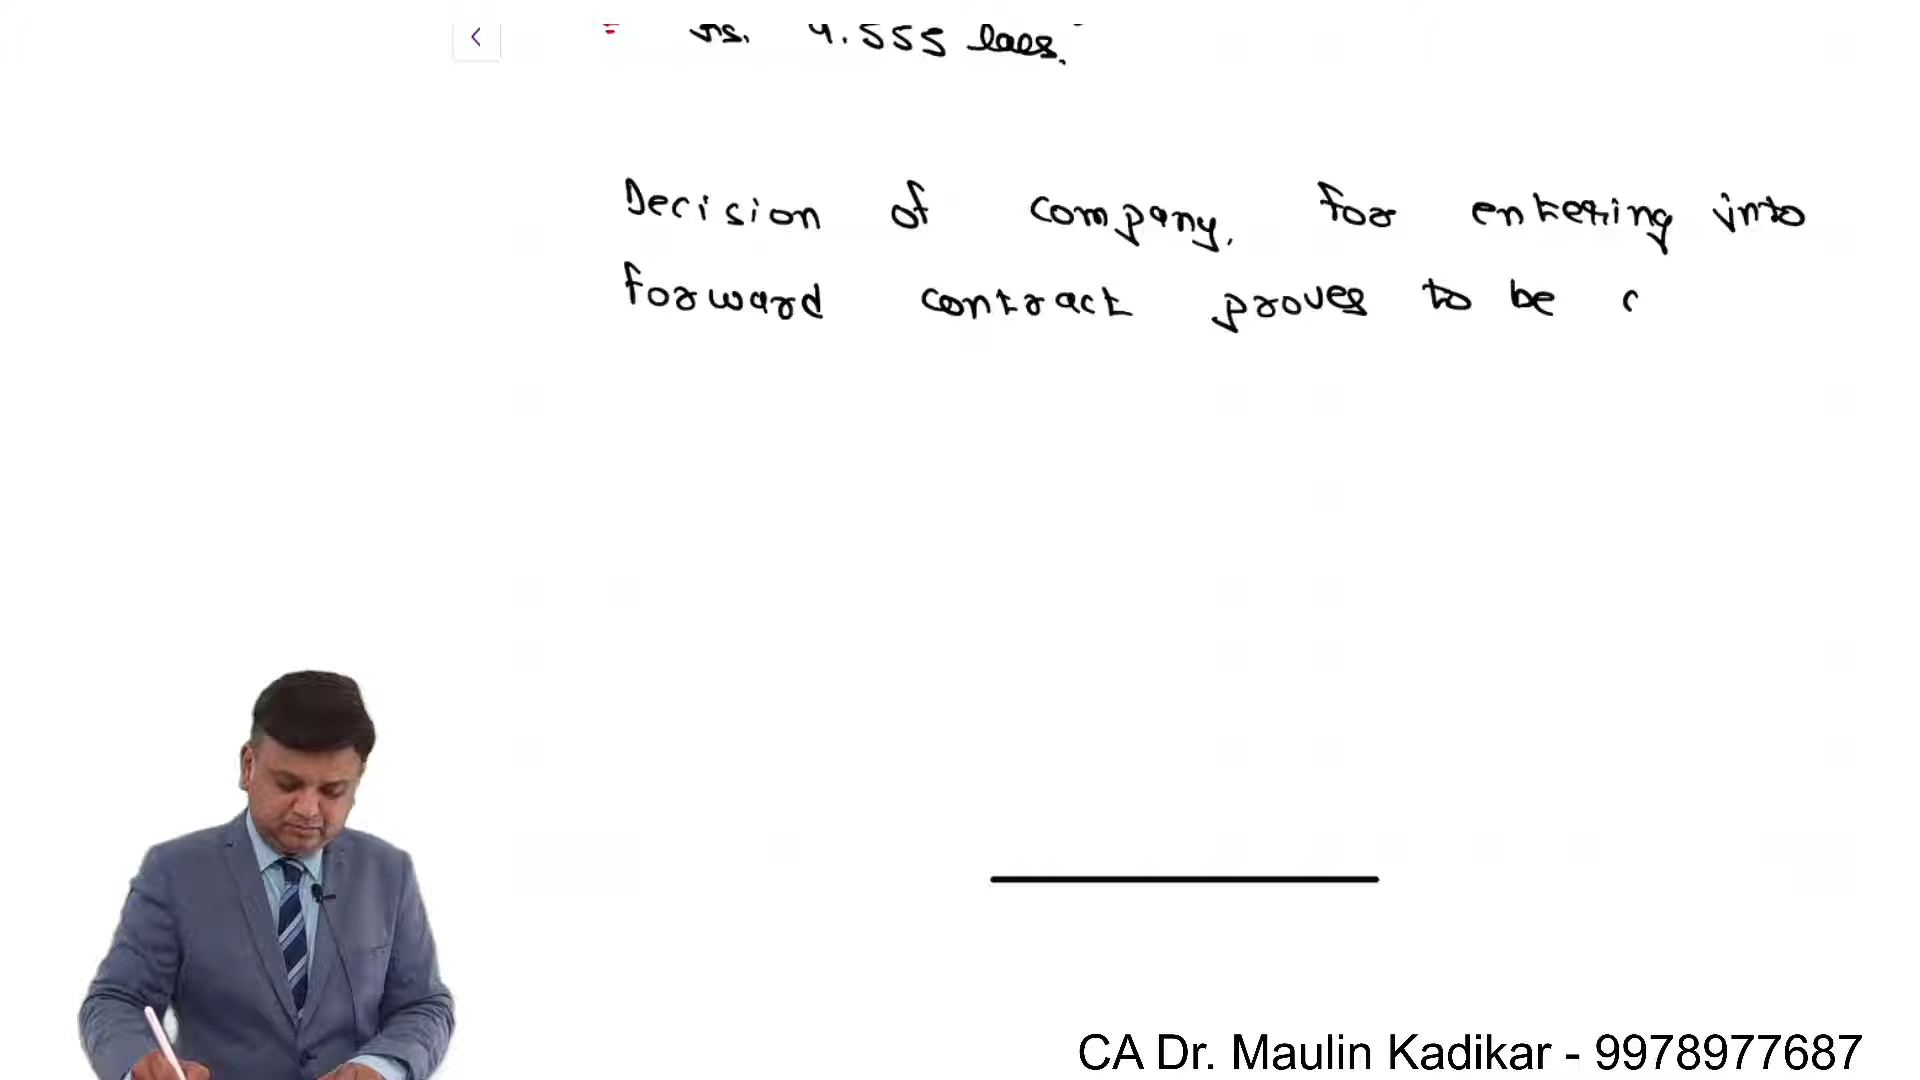 rs. 4.555 lacs.
Decision of company. for entering into
forward contract proves to be
CA Dr. Maulin Kadikar - 9978977687